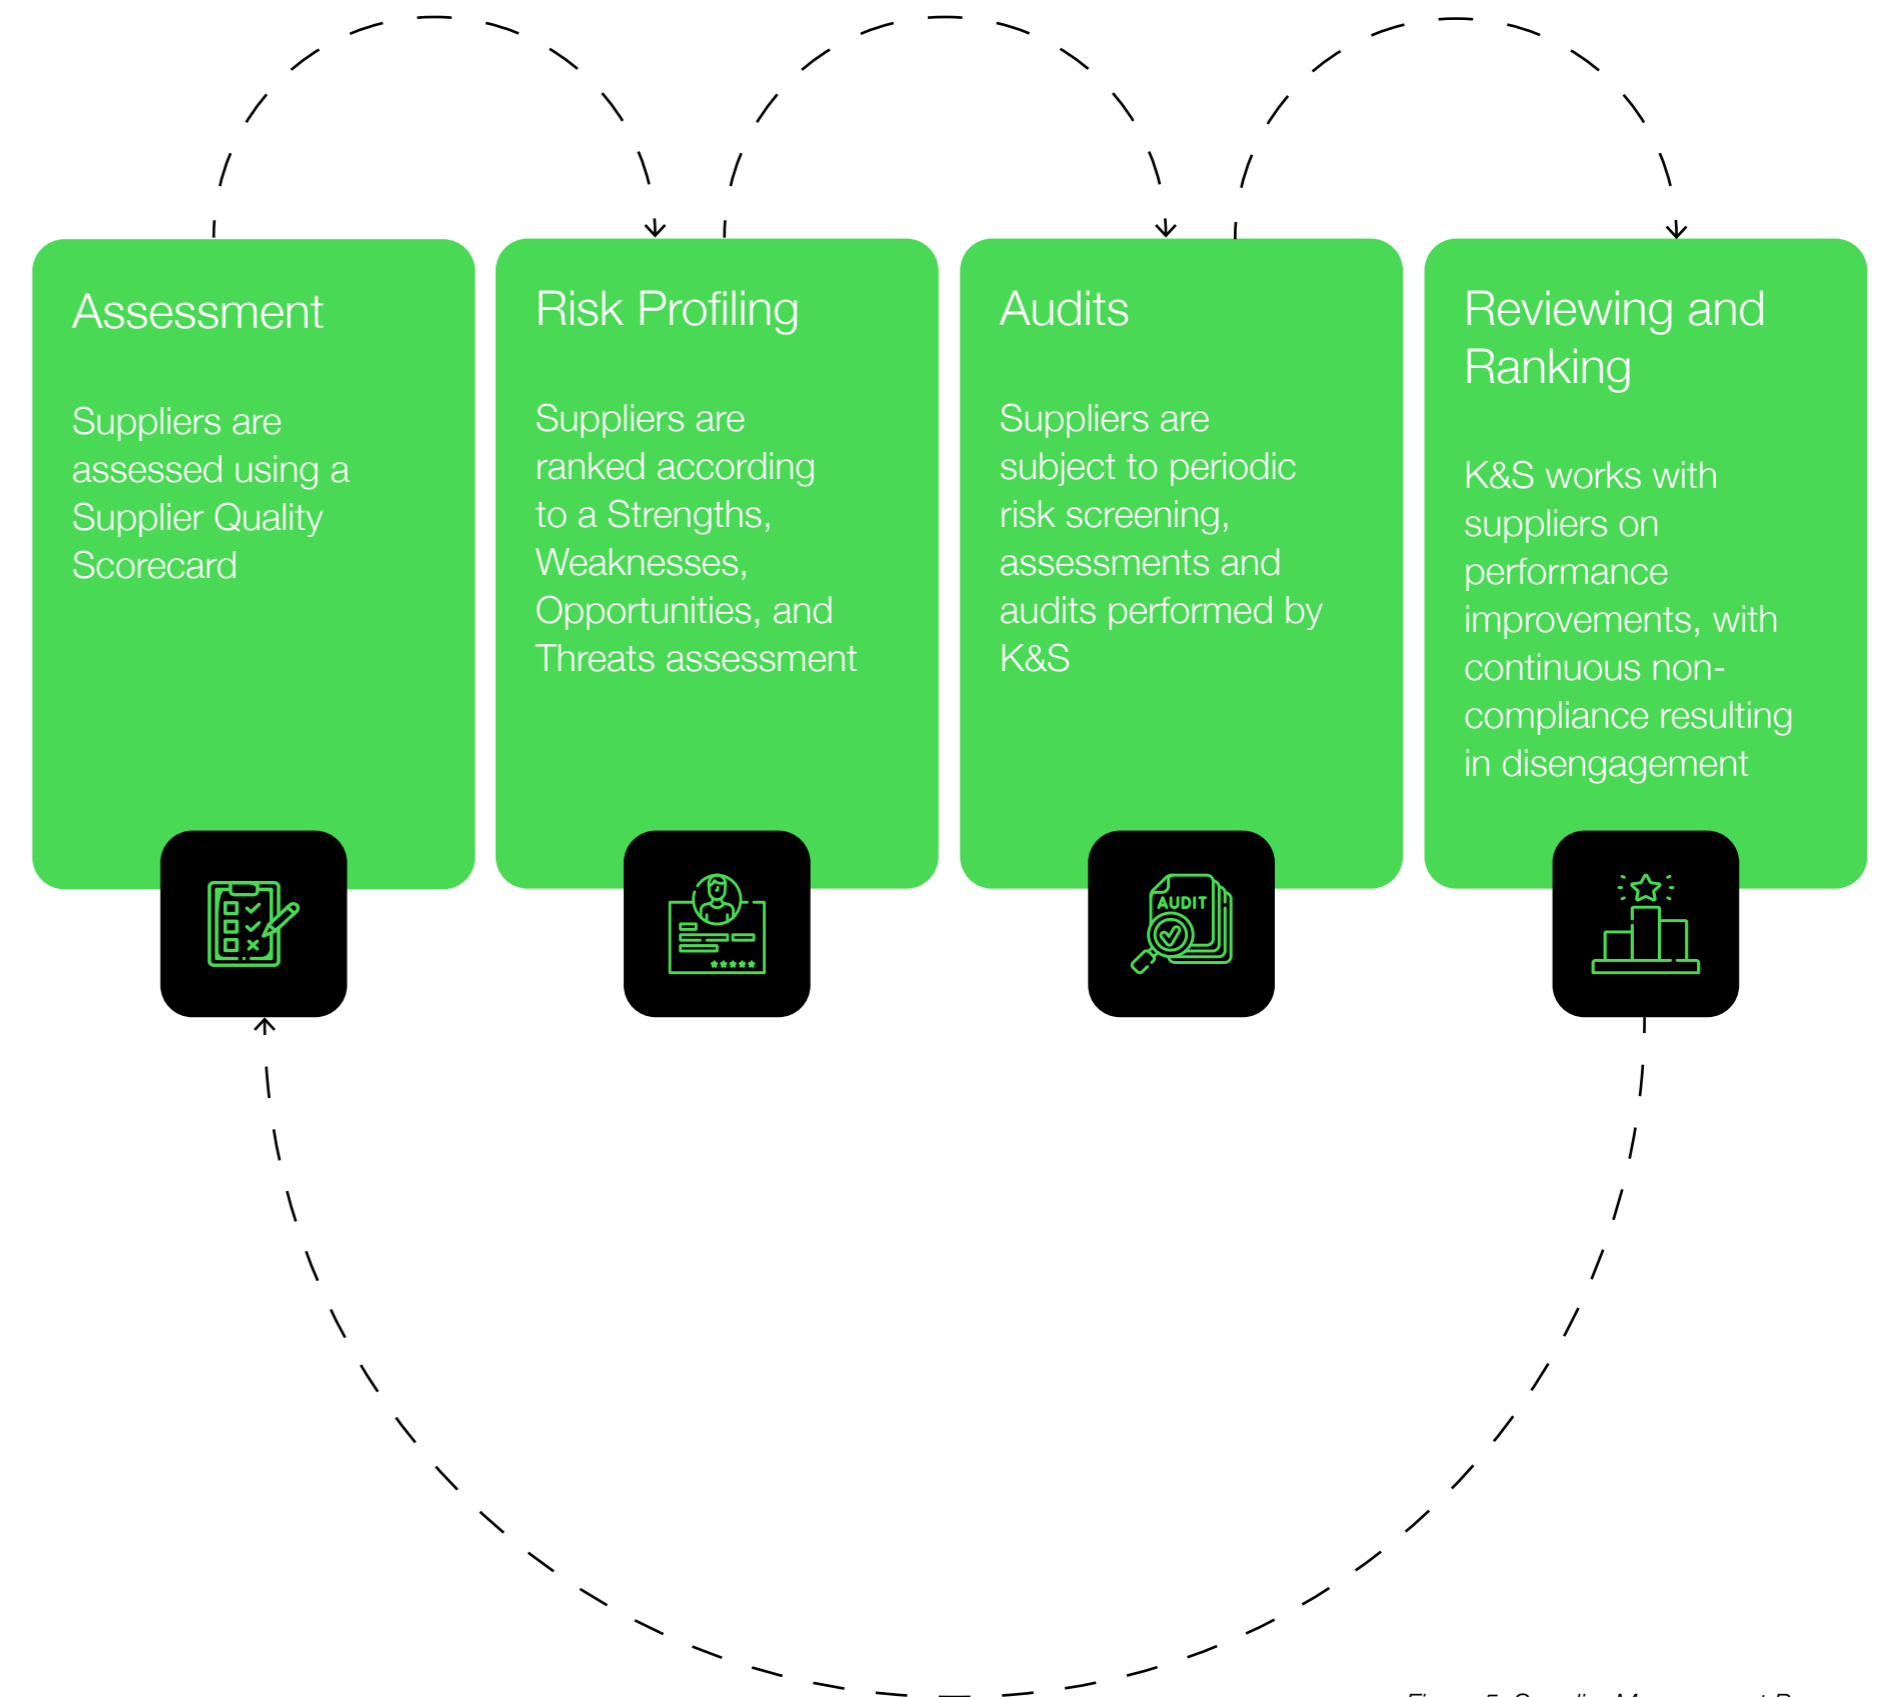 Assessment
Suppliers are
assessed using a
Supplier Quality
Scorecard
Risk Profiling
Suppliers are
ranked according
to a Strengths,
Weaknesses,
Opportunities, and
Threats assessment
Audits
Suppliers are
subject to periodic
risk screening,
assessments and
audits performed by
K&S
AUDIT
Reviewing and
Ranking
K&S works with
suppliers on
performance
improvements, with
continuous non-
compliance resulting
in disengagement